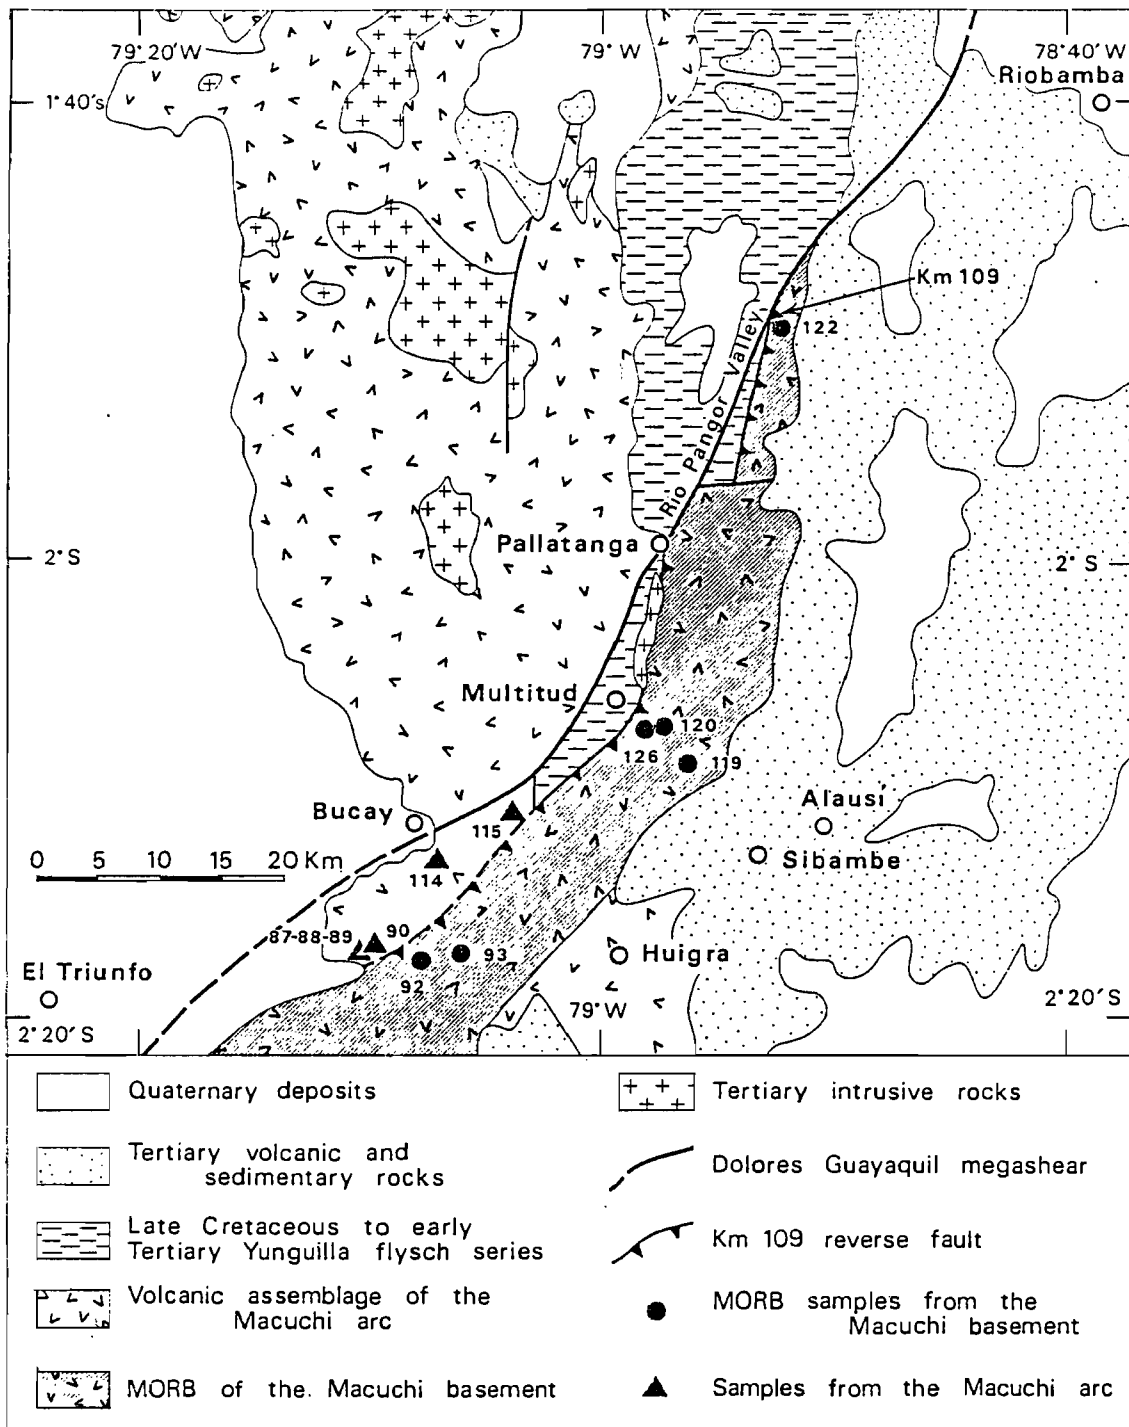 79°20'W
79°W
78°40'W
Riobamba
1°40's
Km 109
122
Rio Pangor Valley
Pallatanga
2°S
2° S
Multitud
120
126
119
Bucay
115
Alausí
Sibambe
0 5 10 15 20 Km
114
87-88-89
90
93
92
Huigra
El Triunfo
79°W
2°20'S
2°20'S
Quaternary deposits
Tertiary volcanic and
sedimentary rocks
Late Cretaceous to early
Tertiary Yunguilla flysch series
Volcanic assemblage of the
Macuchi arc
MORB of the Macuchi basement
Tertiary intrusive rocks
Dolores Guayaquil megashear
Km 109 reverse fault
MORB samples from the
Macuchi basement
Samples from the Macuchi arc